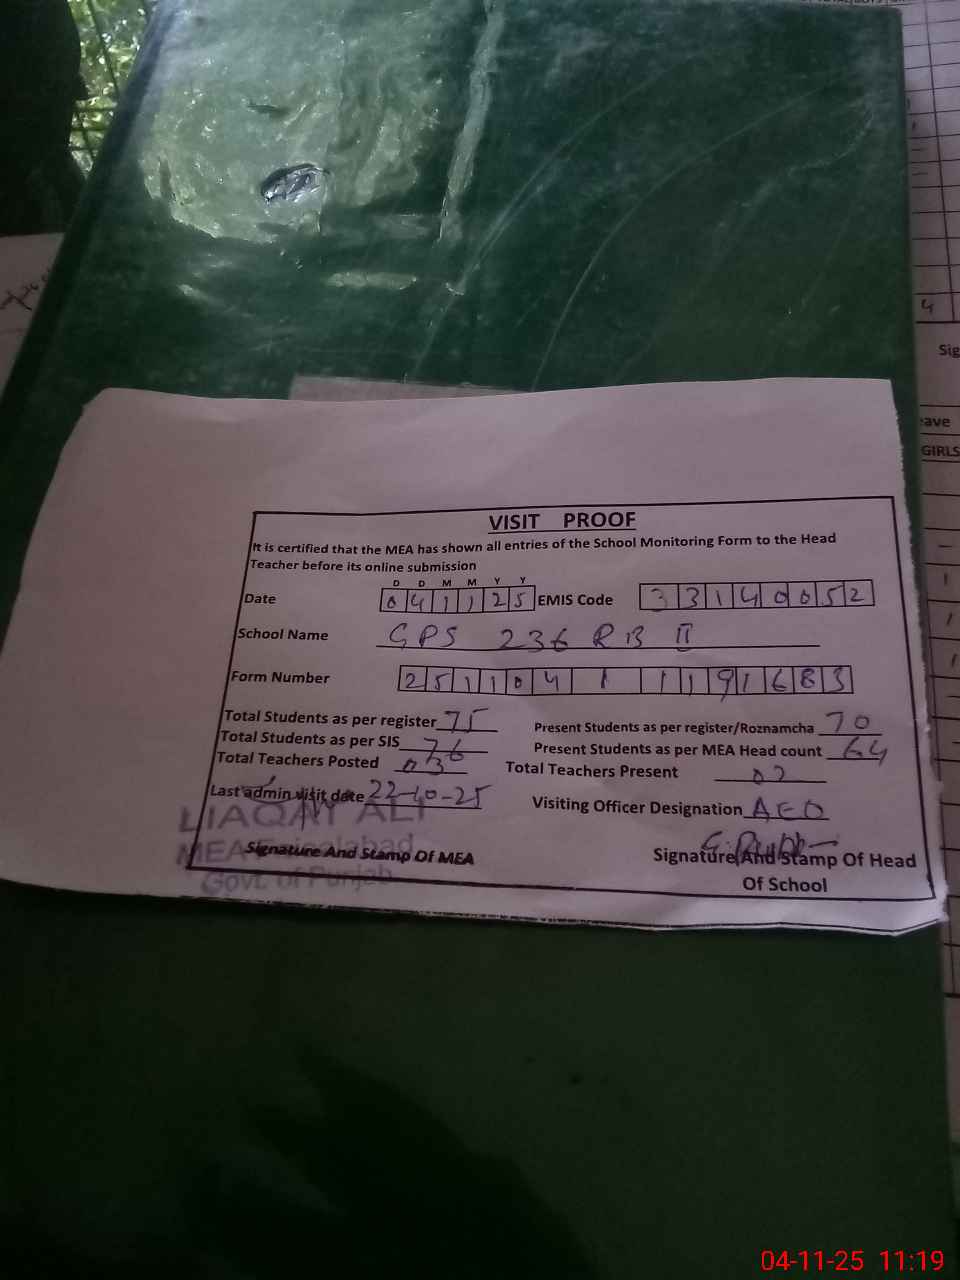 VISIT PROOF
It is certified that the MEA has shown all entries of the School Monitoring Form to the Head
Teacher before its online submission
D D M M Y Y
Date 0 4 1 1 2 5 EMIS Code 3 3 1 4 0 0 5 2
School Name GPS 236 RB II
Form Number 2 5 1 1 0 4 1 1 1 9 1 6 8 3
Total Students as per register 75 Present Students as per register/Roznamcha 70
Total Students as per SIS 76 Present Students as per MEA Head count 64
Total Teachers Posted 03 Total Teachers Present 02
Last admin visit date 22-10-25 Visiting Officer Designation AEO
LIAQAT ALI
MEA Faisalabad
Govt. of Punjab
Signature And Stamp Of MEA Signature And Stamp Of Head
Of School
Sig
eave
GIRLS
4
04-11-25 11:19